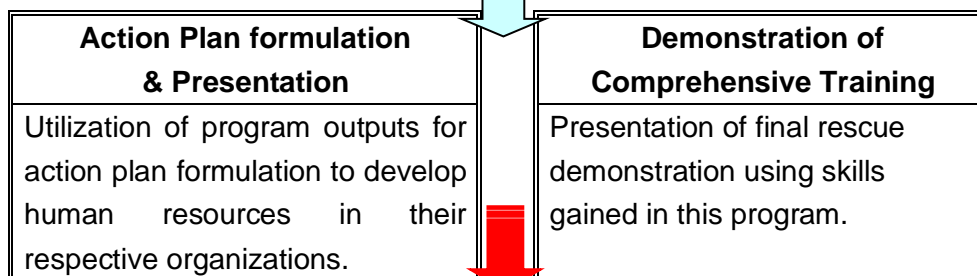 Action Plan formulation
& Presentation
Utilization of program outputs for
action plan formulation to develop
human resources in their
respective organizations.
Demonstration of
Comprehensive Training
Presentation of final rescue
demonstration using skills
gained in this program.